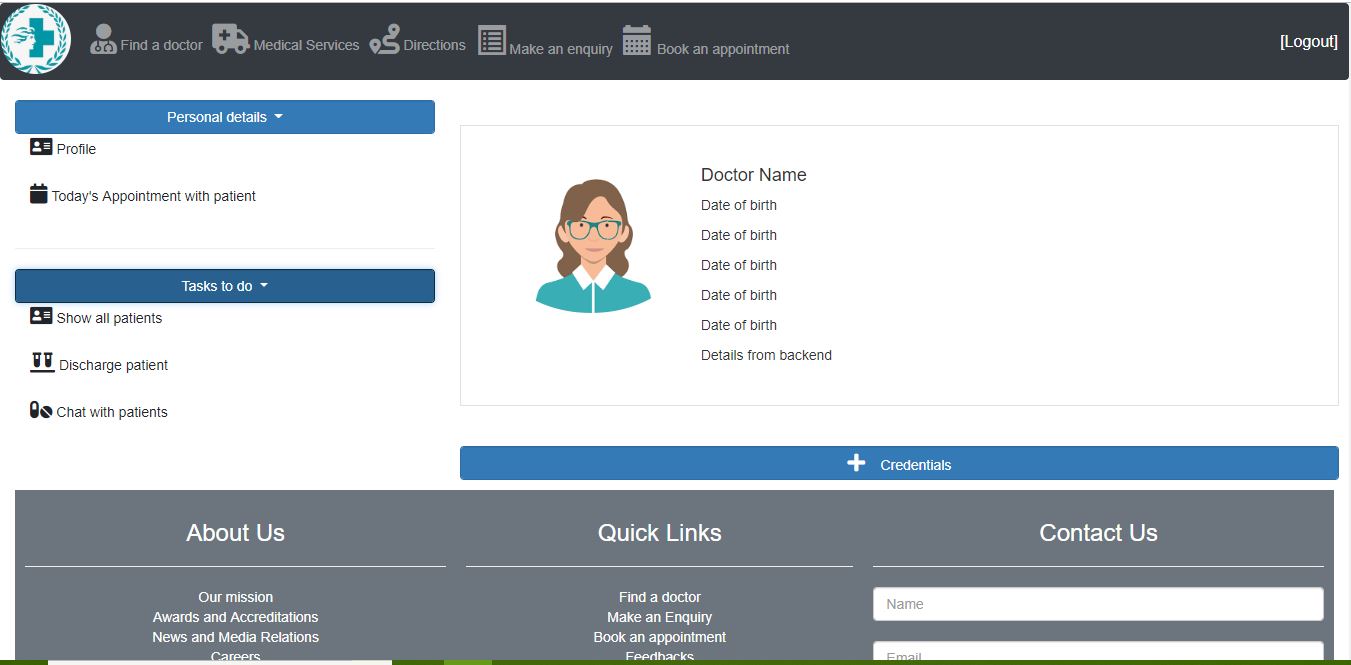 Find a doctor Medical Services Directions Make an enquiry Book an appointment [Logout]
Personal details
Profile
Today's Appointment with patient
Tasks to do
Show all patients
Discharge patient
Chat with patients
Doctor Name
Date of birth
Date of birth
Date of birth
Date of birth
Date of birth
Details from backend
Credentials
About Us
Our mission
Awards and Accreditations
News and Media Relations
Careers
Quick Links
Find a doctor
Make an Enquiry
Book an appointment
Feedbacks
Contact Us
Name
Email